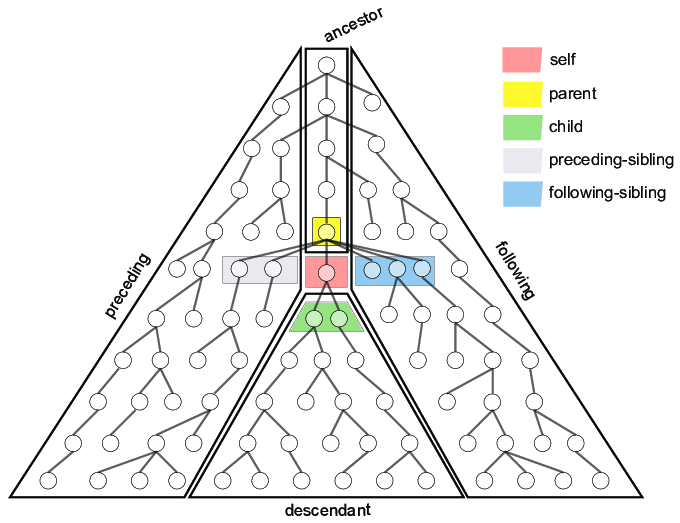 ancestor
self
parent
child
preceding-sibling
following-sibling
preceding
following
descendant